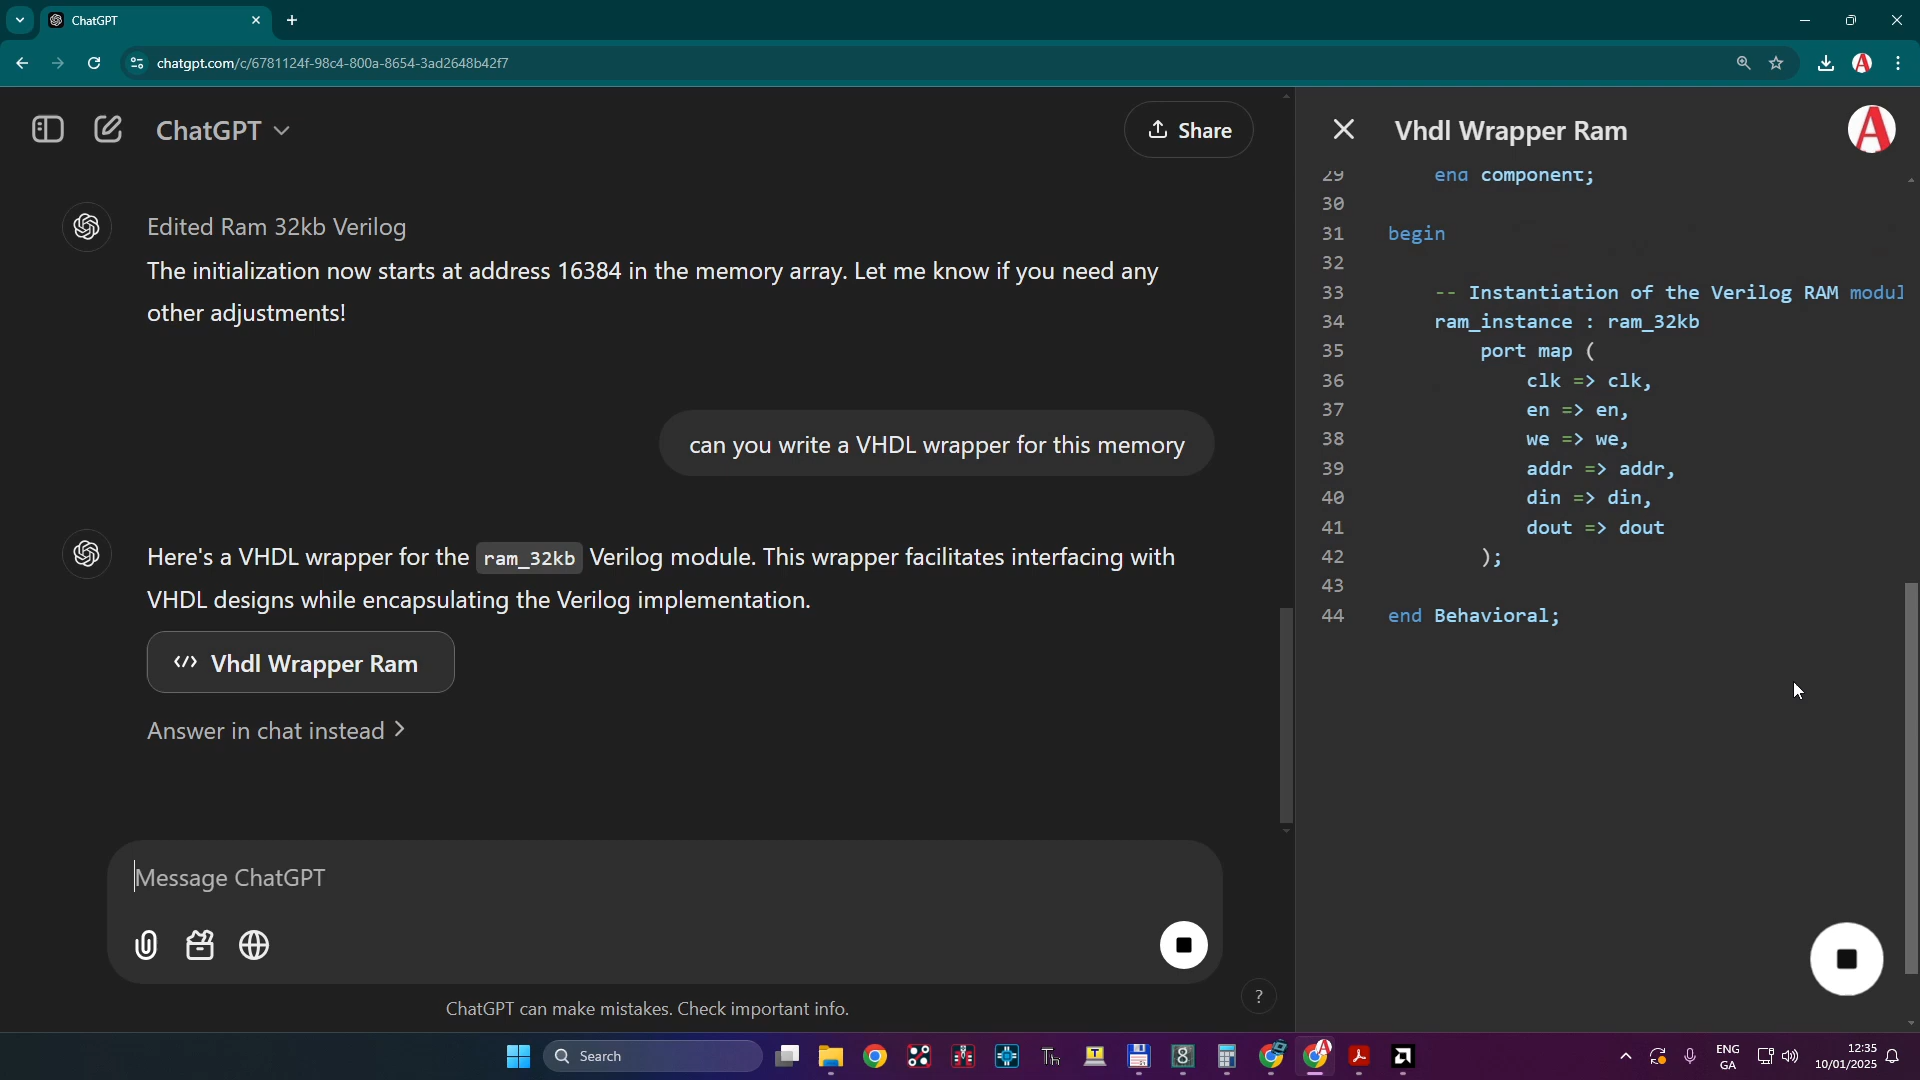 ChatGPT
chatgpt.com/c/6781124f-98c4-800a-8654-3ad2648b42f7
ChatGPT
Share
Edited Ram 32kb Verilog
The initialization now starts at address 16384 in the memory array. Let me know if you need any
other adjustments!
can you write a VHDL wrapper for this memory
Here's a VHDL wrapper for the ram_32kb Verilog module. This wrapper facilitates interfacing with
VHDL designs while encapsulating the Verilog implementation.
</> Vhdl Wrapper Ram
Answer in chat instead >
Message ChatGPT
ChatGPT can make mistakes. Check important info.
?
Vhdl Wrapper Ram
29 end component;
30
31 begin
32
33 -- Instantiation of the Verilog RAM modul
34 ram_instance : ram_32kb
35 port map (
36 clk => clk,
37 en => en,
38 we => we,
39 addr => addr,
40 din => din,
41 dout => dout
42 );
43
44 end Behavioral;
Search
Th
T
8
ENG
GA
12:35
10/01/2025